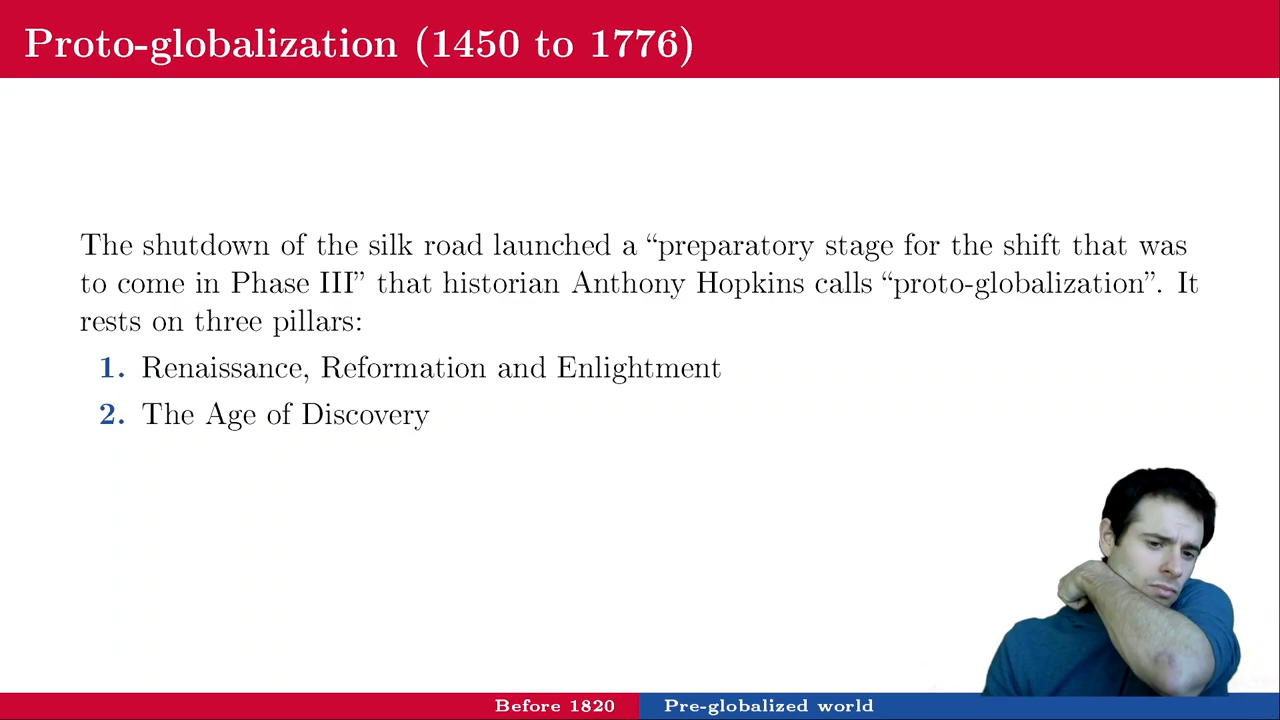 Proto-globalization (1450 to 1776)
The shutdown of the silk road launched a “preparatory stage for the shift that was
to come in Phase III” that historian Anthony Hopkins calls “proto-globalization”. It
rests on three pillars:
1. Renaissance, Reformation and Enlightment
2. The Age of Discovery
Before 1820
Pre-globalized world